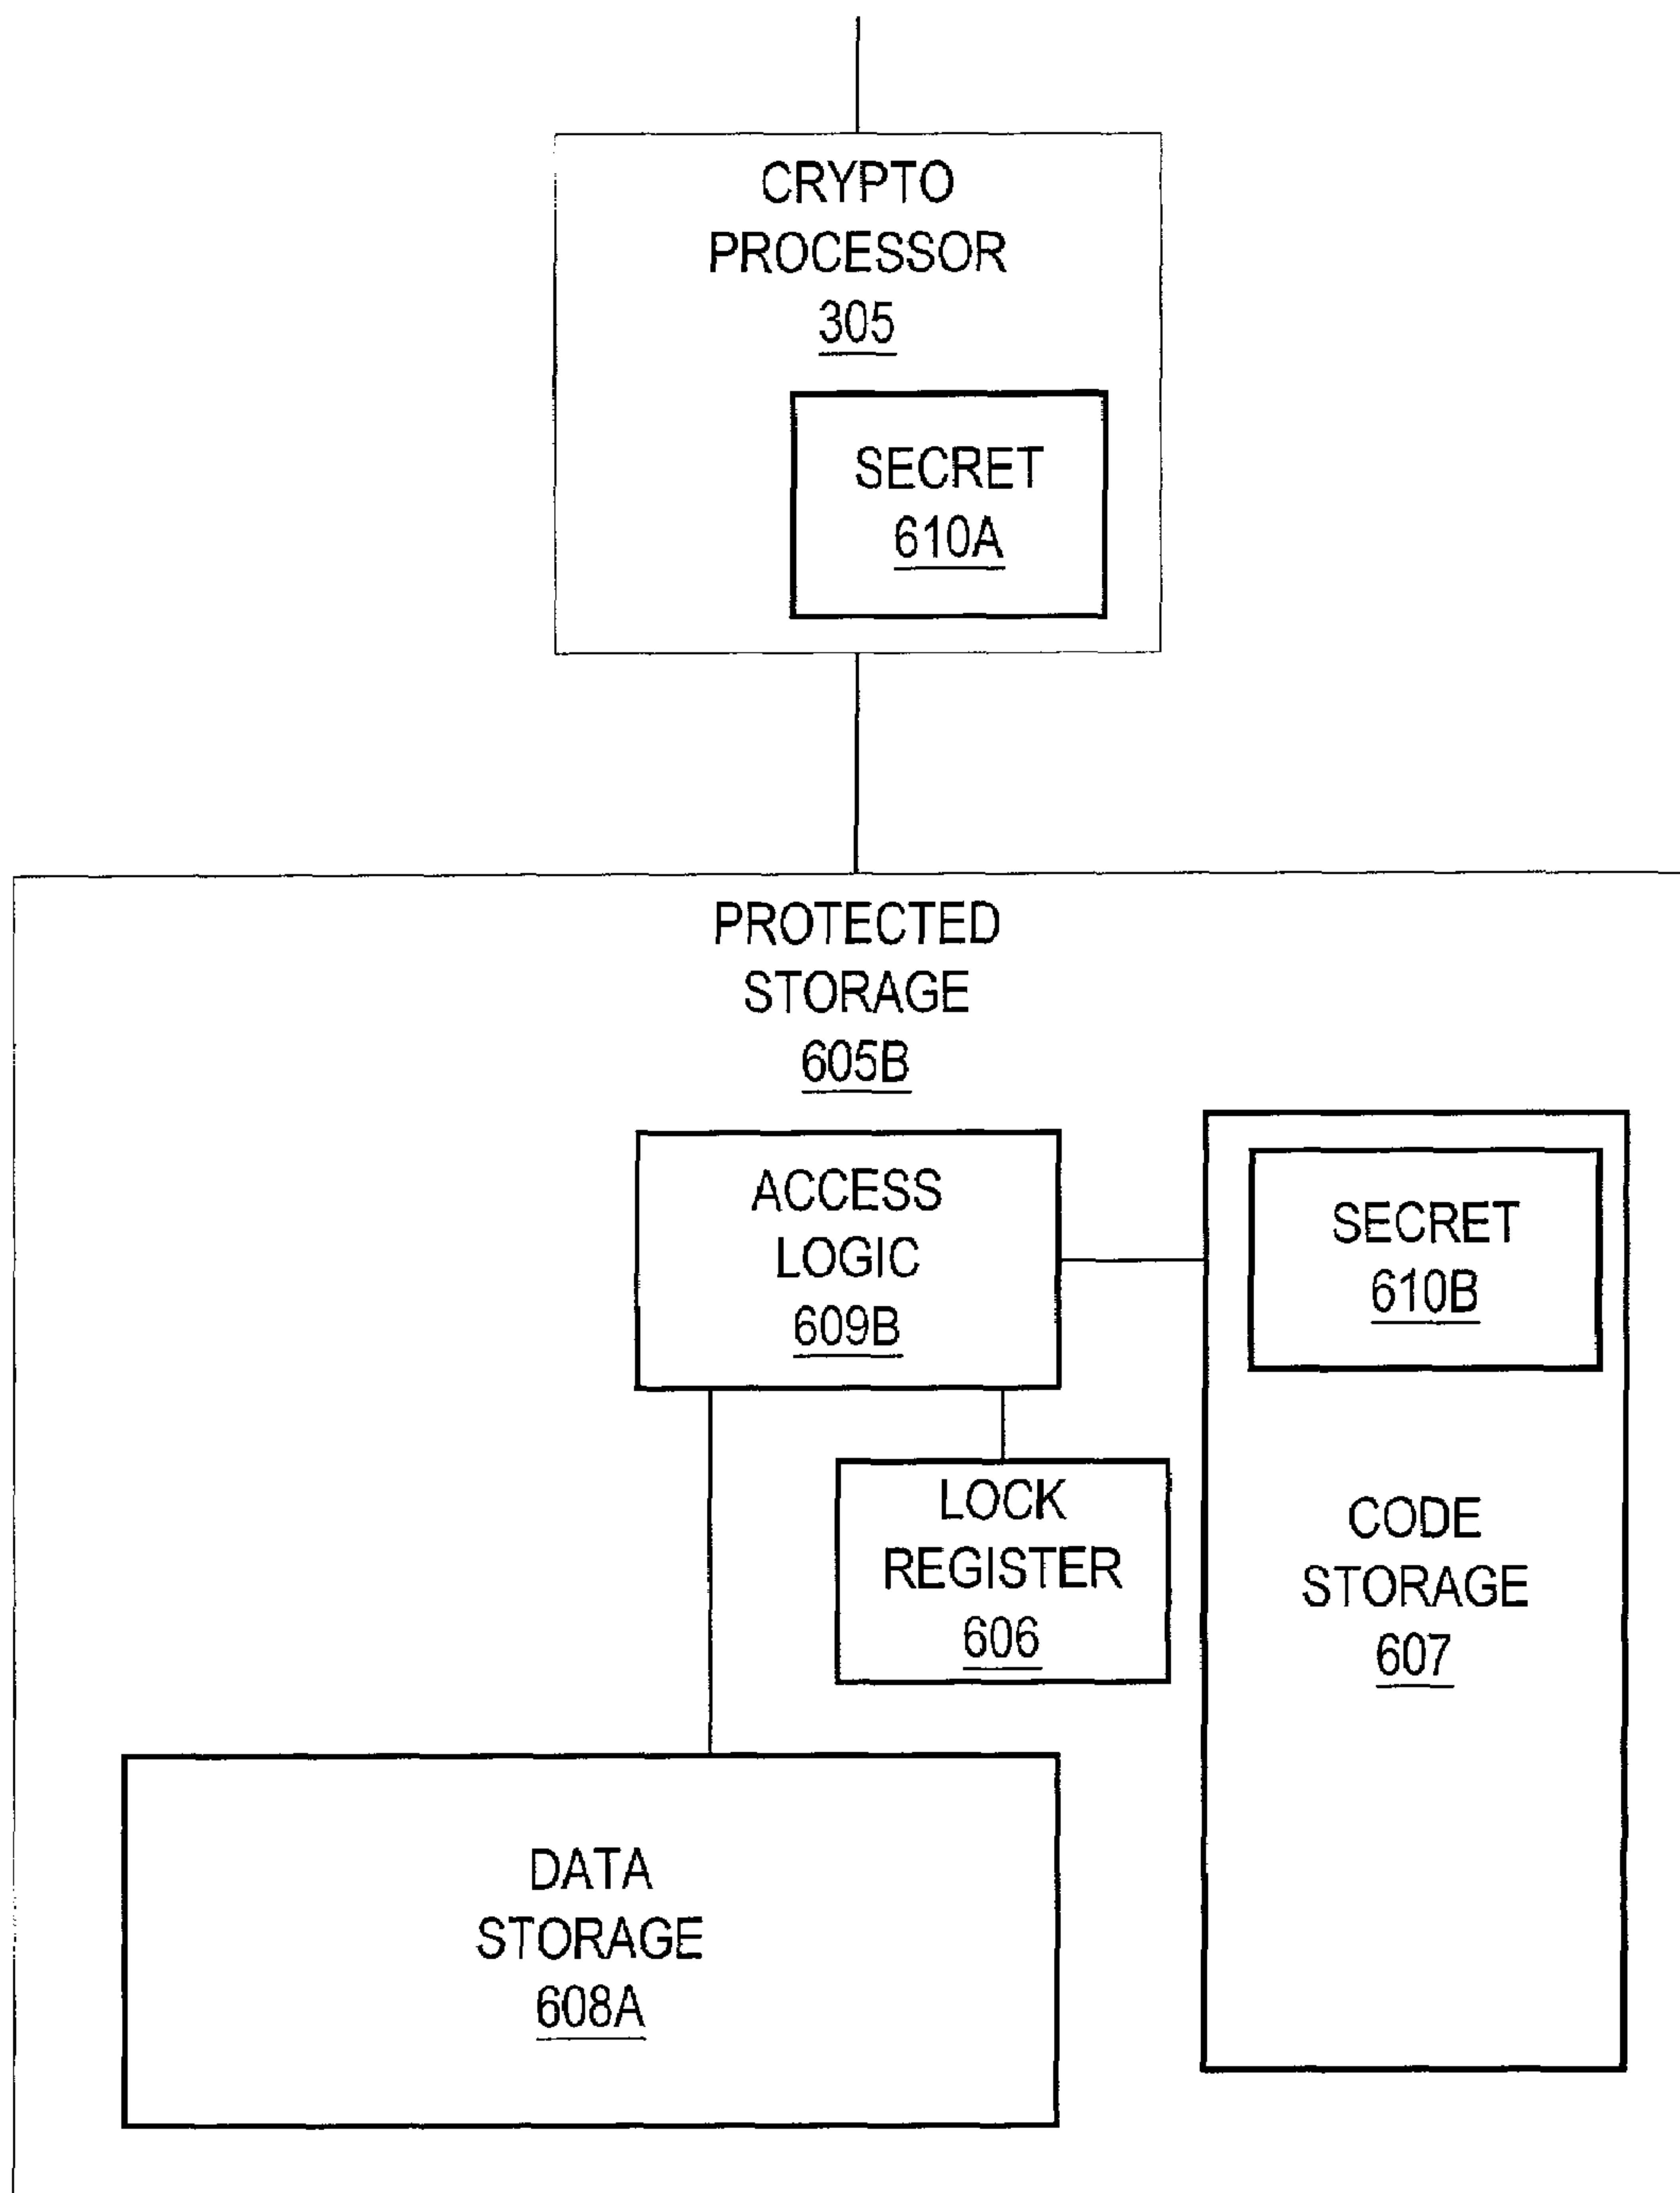 CRYPTO
PROCESSOR
305
SECRET
610A
PROTECTED
STORAGE
605B
ACCESS
LOGIC
609B
SECRET
610B
LOCK
REGISTER
606
CODE
STORAGE
607
DATA
STORAGE
608A